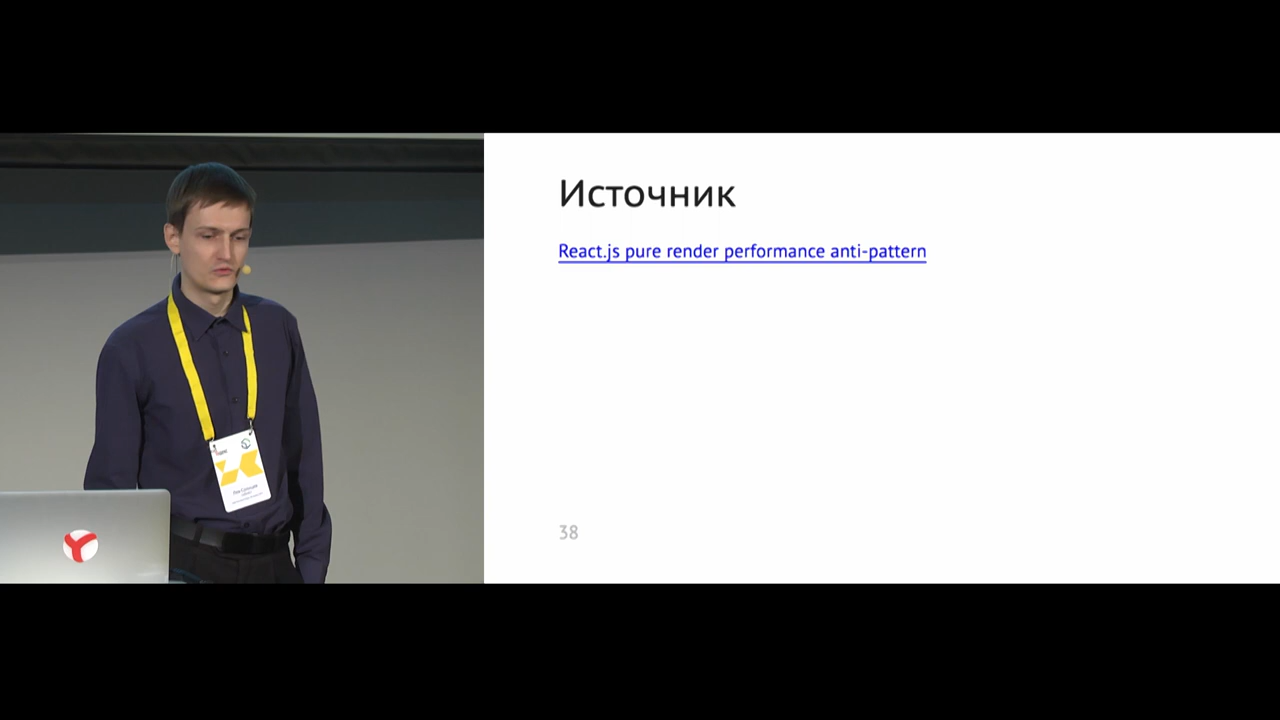 Источник
React.js pure render performance anti-pattern
38